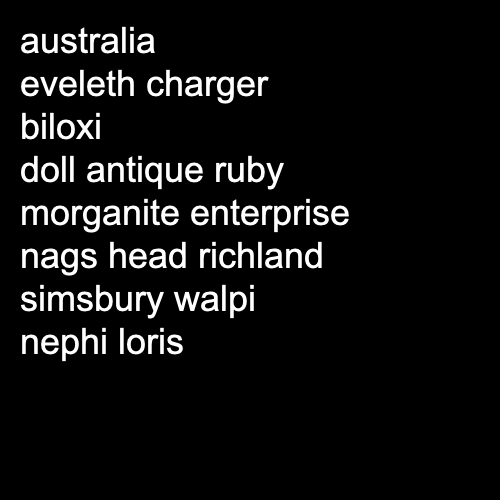 australia
eveleth charger
biloxi
doll antique ruby
morganite enterprise
nags head richland
simsbury walpi
nephi loris